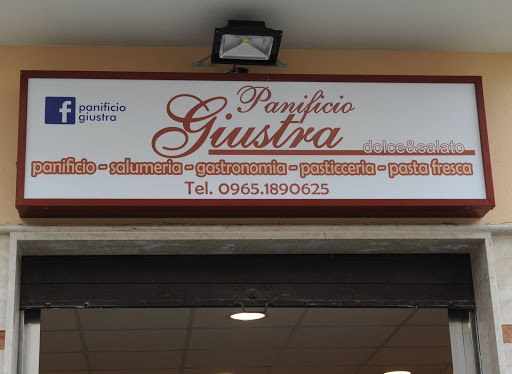 f panificio
giustra
Panificio
Giustra
dolce&salato
panificio - salumeria - gastronomia - pasticceria - pasta fresca
Tel. 0965.1890625